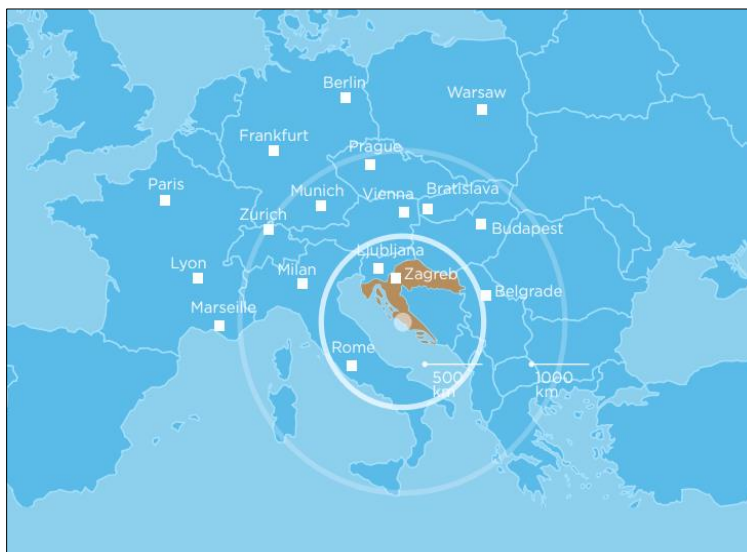 Berlin
Warsaw
Frankfurt
Prague
Paris
Munich
Vienna
Bratislava
Zurich
Budapest
Ljubljana
Lyon
Milan
Zagreb
Belgrade
Marseille
Rome
500
km
1000
km